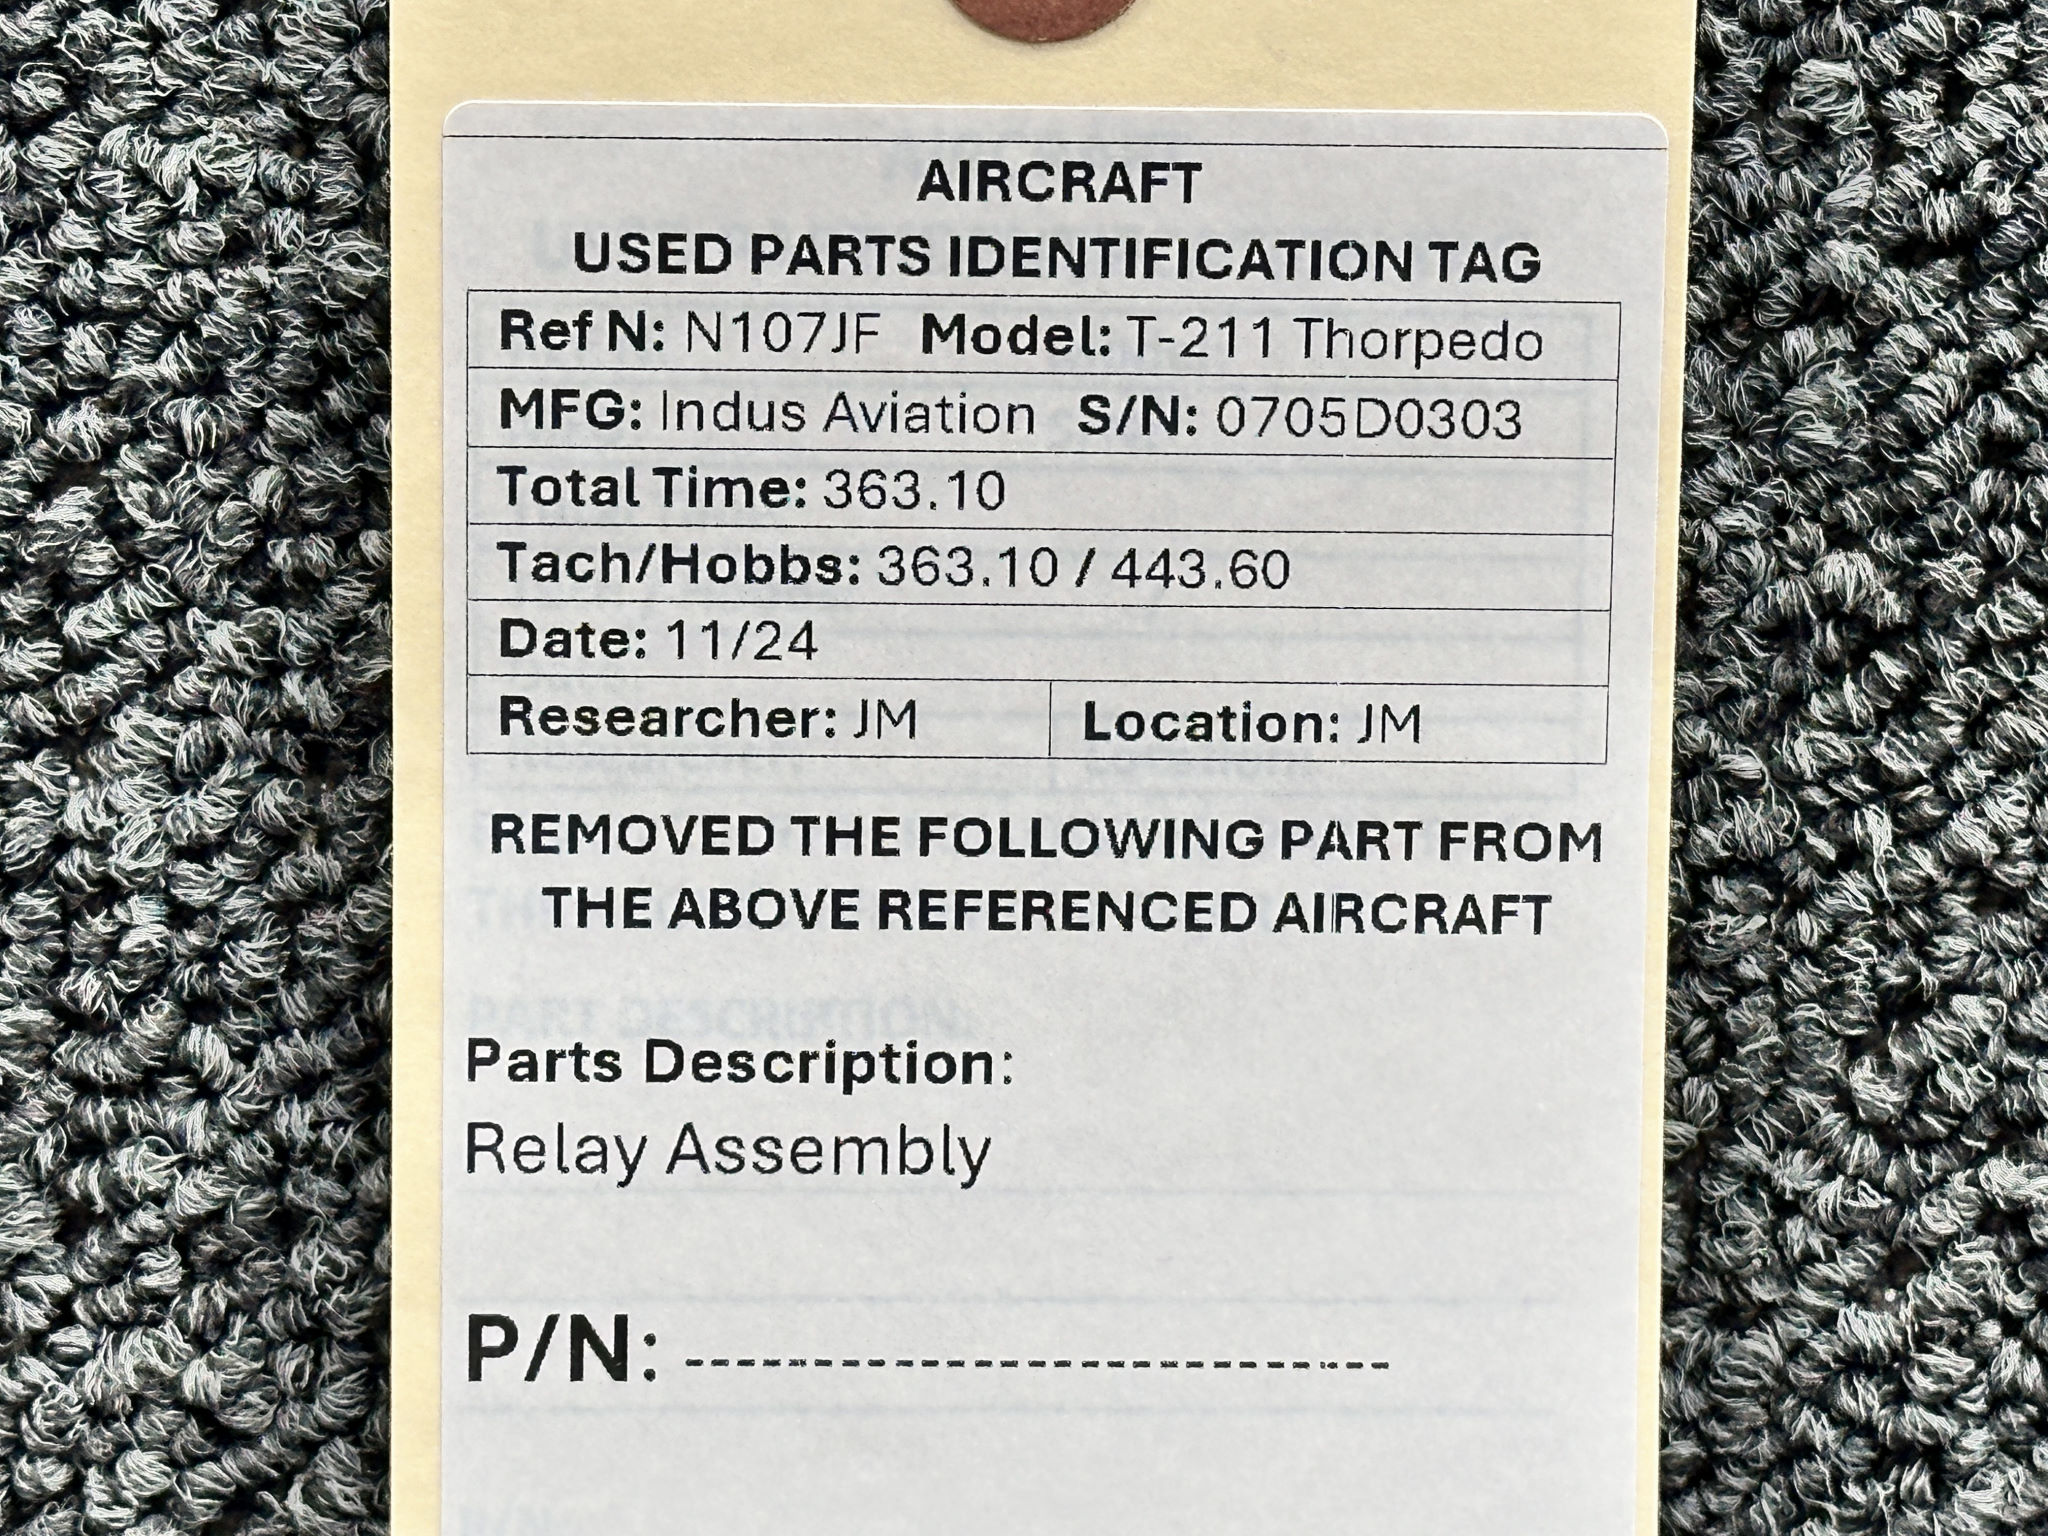 AIRCRAFT
USED PARTS IDENTIFICATION TAG
Ref N: N107JF Model: T-211 Thorpedo
MFG: Indus Aviation S/N: 0705D0303
Total Time: 363.10
Tach/Hobbs: 363.10 / 443.60
Date: 11/24
Researcher: JM Location: JM
REMOVED THE FOLLOWING PART FROM
THE ABOVE REFERENCED AIRCRAFT
PART DESCRIPTION:
Parts Description:
Relay Assembly
P/N: ---------------------------